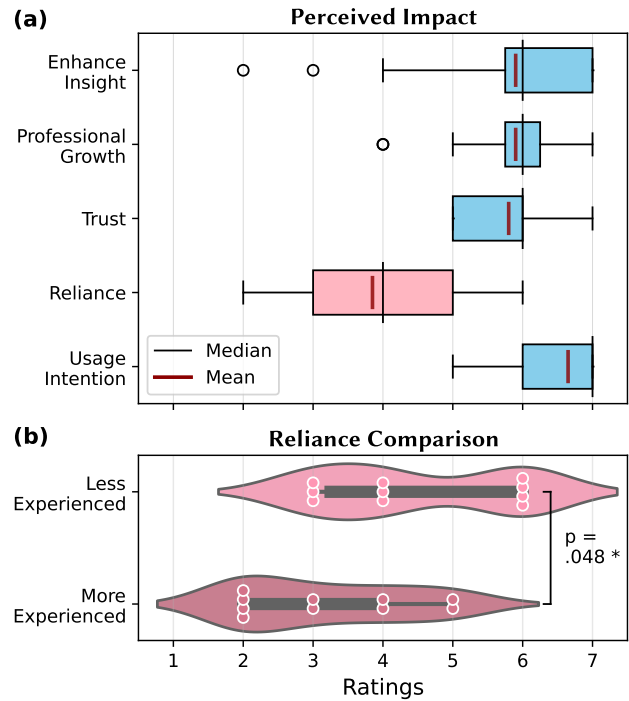 (a)
Perceived Impact
Enhance
Insight
Professional
Growth
Trust
Reliance
Usage
Intention
Median
Mean
(b)
Reliance Comparison
Less
Experienced
More
Experienced
p =
.048 *
1 2 3 4 5 6 7
Ratings